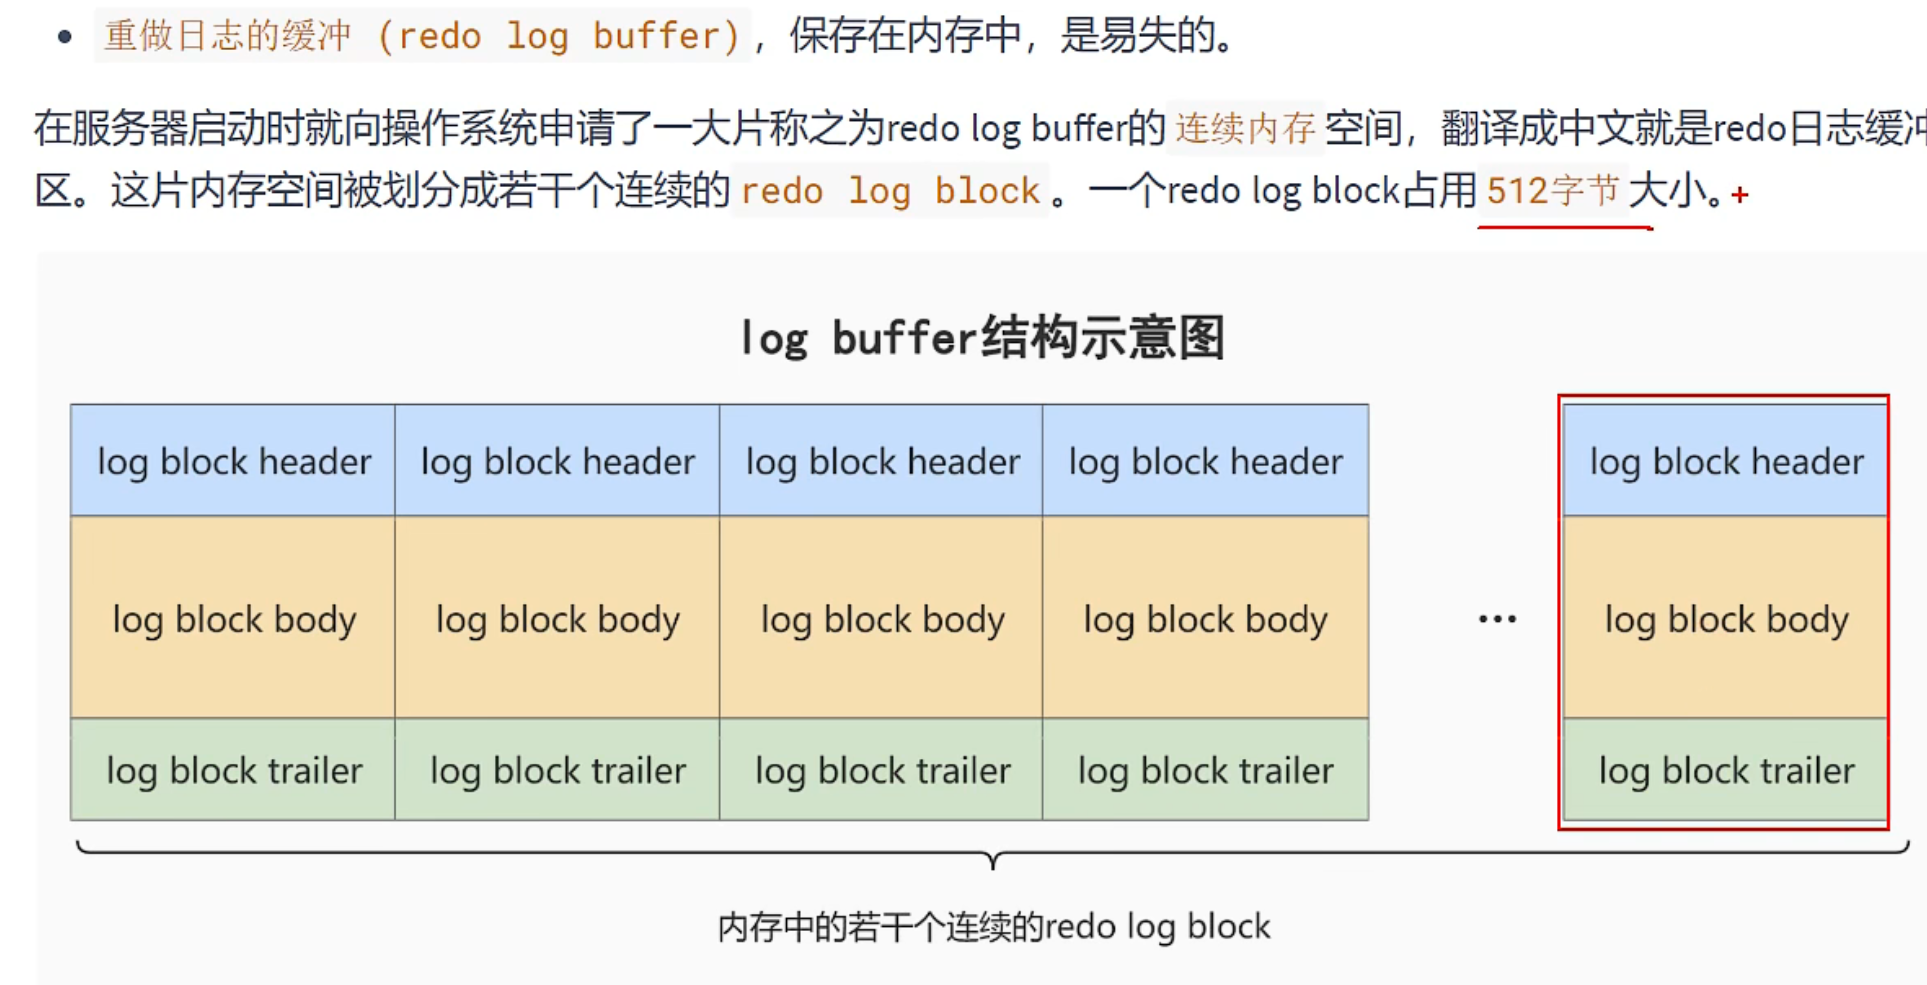 • 重做日志的缓冲 (redo log buffer) ，保存在内存中，是易失的。
在服务器启动时就向操作系统申请了一大片称之为redo log buffer的 连续内存 空间，翻译成中文就是redo日志缓冲
区。这片内存空间被划分成若干个连续的 redo log block 。一个redo log block占用 512字节 大小。
log buffer结构示意图
log block header log block header log block header log block header log block header
log block body log block body log block body log block body ... log block body
log block trailer log block trailer log block trailer log block trailer log block trailer
内存中的若干个连续的redo log block